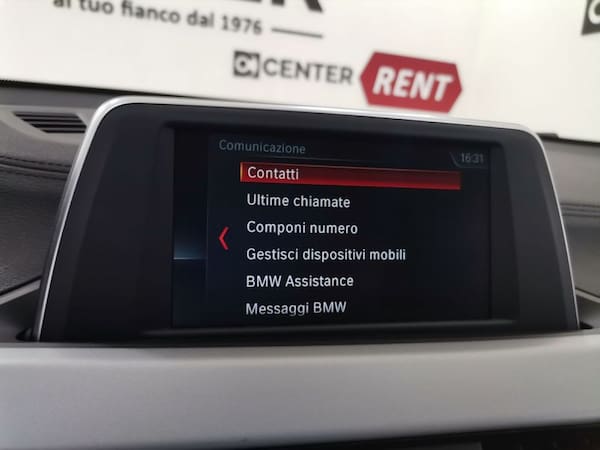 al tuo fianco dal 1976
CENTER RENT
Comunicazione
16:31
Contatti
Ultime chiamate
Componi numero
Gestisci dispositivi mobili
BMW Assistance
Messaggi BMW